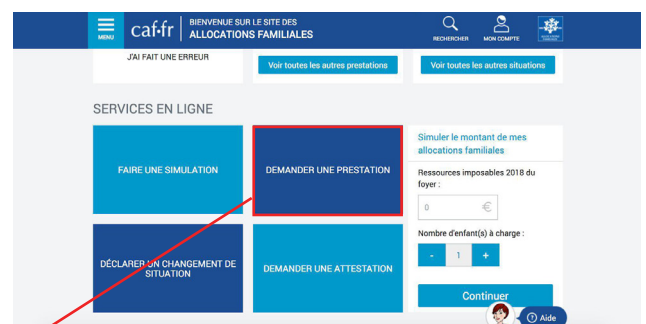 MENU
caf•fr
BIENVENUE SUR LE SITE DES
ALLOCATIONS FAMILIALES
RECHERCHER
MON COMPTE
J'AI FAIT UNE ERREUR
Voir toutes les autres prestations
Voir toutes les autres situations
SERVICES EN LIGNE
FAIRE UNE SIMULATION
DEMANDER UNE PRESTATION
DÉCLARER UN CHANGEMENT DE
SITUATION
DEMANDER UNE ATTESTATION
Simuler le montant de mes
allocations familiales
Ressources imposables 2018 du
foyer :
0 €
Nombre d'enfant(s) à charge :
- 1 +
Continuer
? Aide